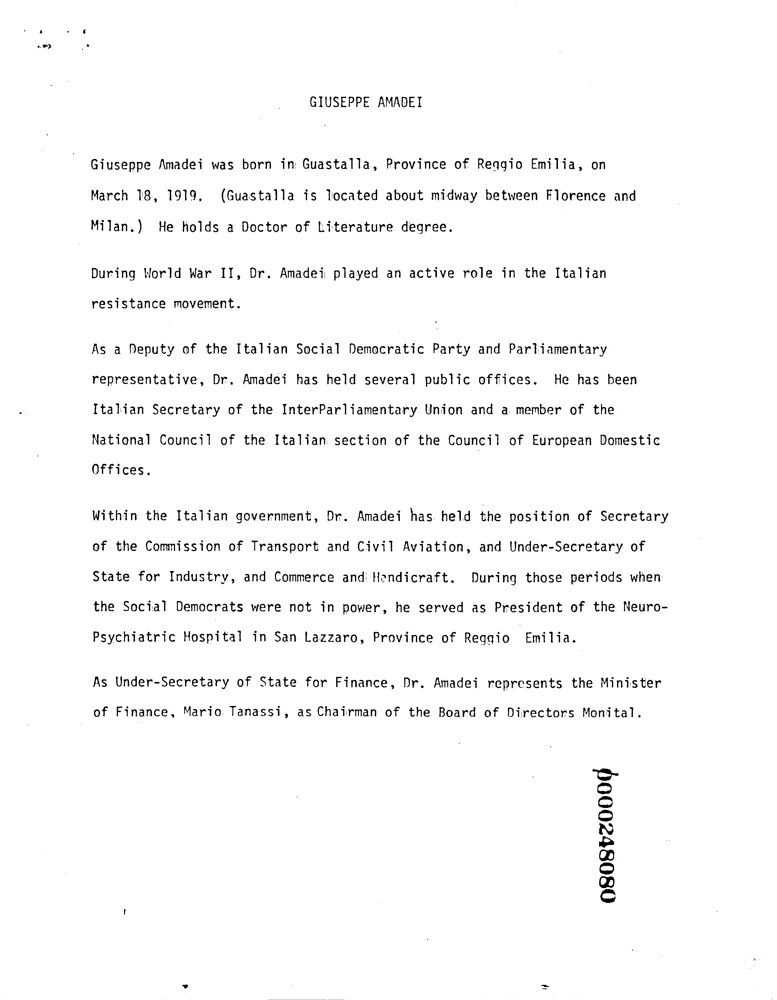 GIUSEPPE AMADEI
Giuseppe Amadei was born in Guastalla, Province of Reggio Emilia, on
March 18, 1919. (Guastalla is located about midway between Florence and
Milan.) He holds a Doctor of Literature degree.
During World War II, Dr. Amadei played an active role in the Italian
resistance movement.
As a Deputy of the Italian Social Democratic Party and Parliamentary
representative, Dr. Amadei has held several public offices. He has been
Italian Secretary of the InterParliamentary Union and a member of the
National Council of the Italian section of the Council of European Domestic
Offices.
Within the Italian government, Dr. Amadei has held the position of Secretary
of the Commission of Transport and Civil Aviation, and Under-Secretary of
State for Industry, and Commerce and Handicraft. During those periods when
the Social Democrats were not in power, he served as President of the Neuro-
Psychiatric Hospital in San Lazzaro, Province of Reggio Emilia.
As Under-Secretary of State for Finance, Dr. Amadei represents the Minister
of Finance, Mario Tanassi, as Chairman of the Board of Directors Monital.
p000248080